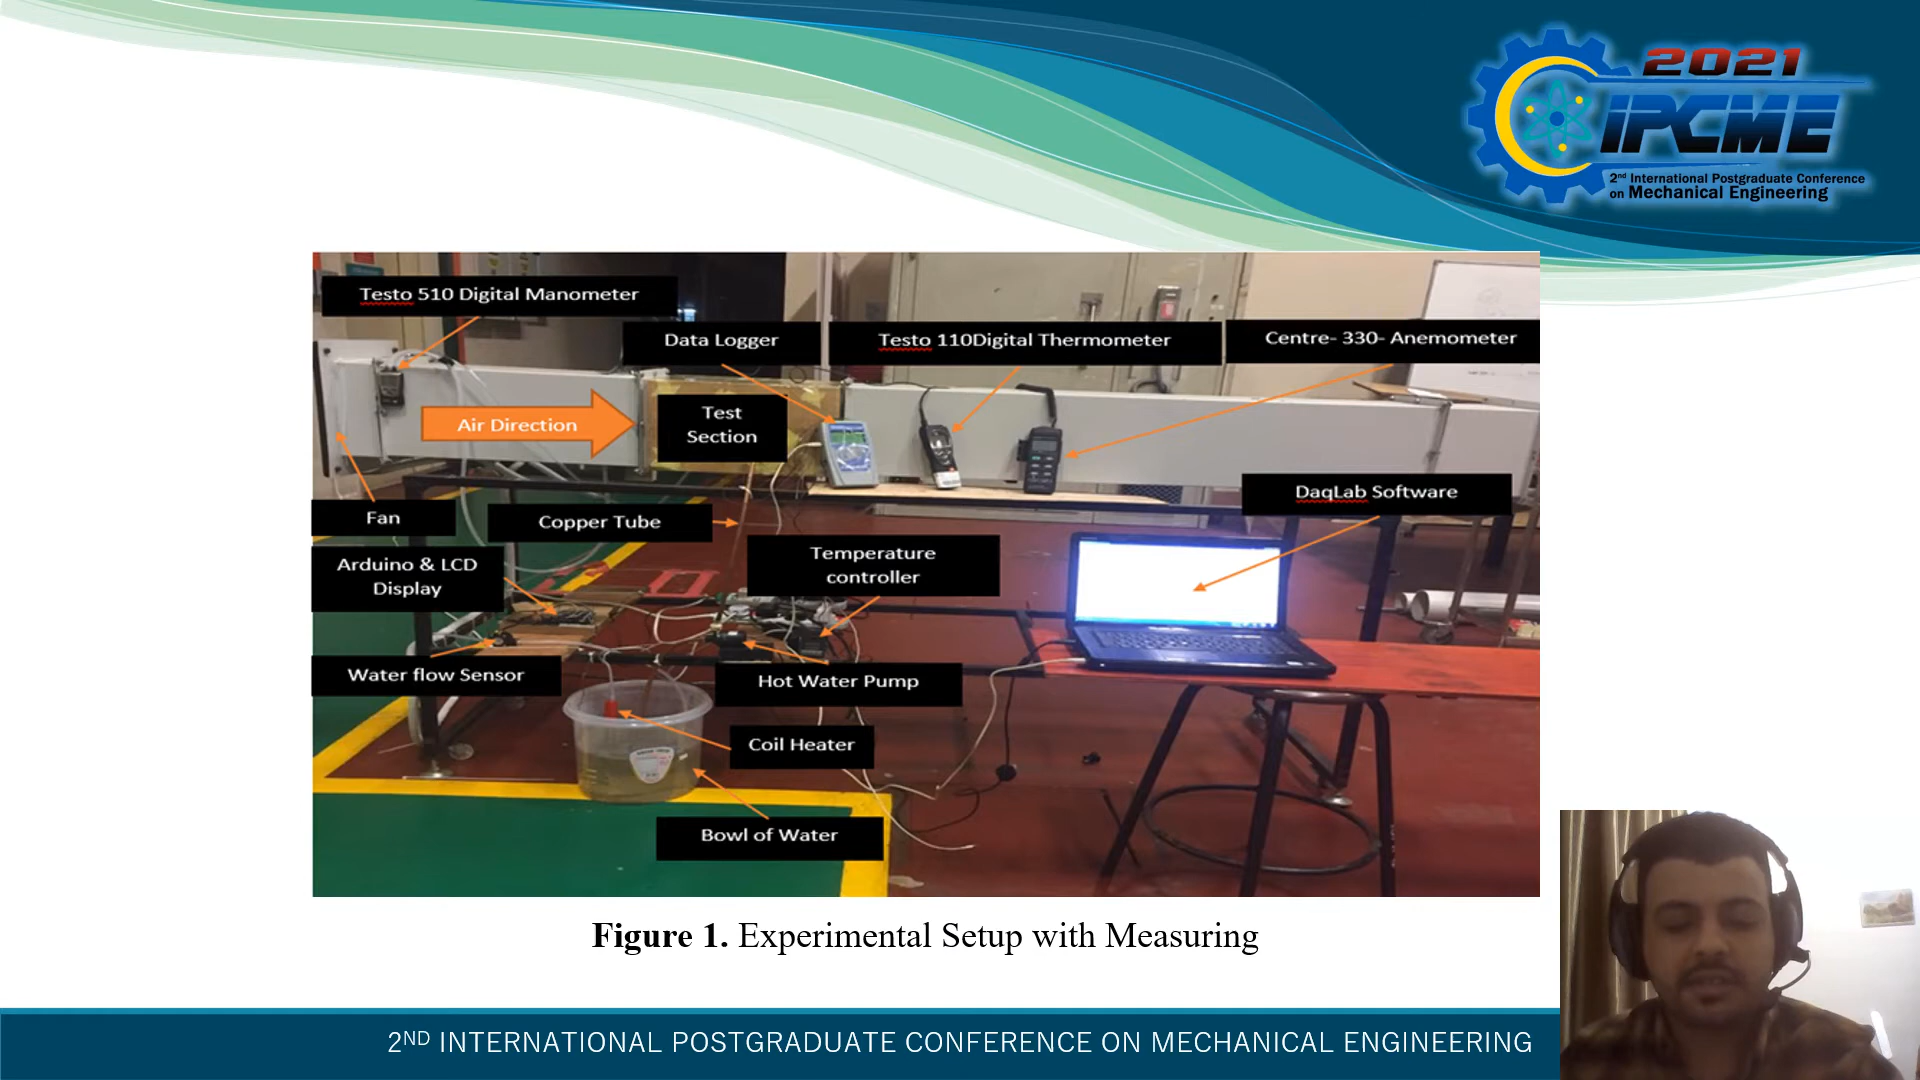 2021
IPCME
2nd International Postgraduate Conference
on Mechanical Engineering
Testo 510 Digital Manometer
Data Logger
Testo 110Digital Thermometer
Centre- 330- Anemometer
Air Direction
Test
Section
DaqLab Software
Fan
Copper Tube
Arduino & LCD
Display
Temperature
controller
Water flow Sensor
Hot Water Pump
Coil Heater
Bowl of Water
Figure 1. Experimental Setup with Measuring
2ND INTERNATIONAL POSTGRADUATE CONFERENCE ON MECHANICAL ENGINEERING